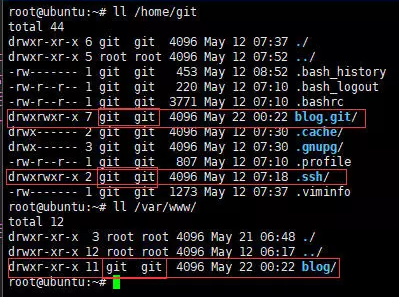 root@ubuntu:~# ll /home/git
total 44
drwxr-xr-x 6 git  git  4096 May 12 07:37 ./
drwxr-xr-x 5 root root 4096 May 12 07:52 ../
-rw------- 1 git  git   453 May 12 08:52 .bash_history
-rw-r--r-- 1 git  git   220 May 12 07:10 .bash_logout
-rw-r--r-- 1 git  git  3771 May 12 07:10 .bashrc
drwxrwxr-x 7 git  git  4096 May 22 00:22 blog.git/
drwx------ 2 git  git  4096 May 12 07:18 .cache/
drwx------ 3 git  git  4096 May 12 07:30 .gnupg/
-rw-r--r-- 1 git  git   807 May 12 07:10 .profile
drwxrwxr-x 2 git  git  4096 May 12 07:18 .ssh/
-rw------- 1 git  git  1273 May 12 07:37 .viminfo
root@ubuntu:~# ll /var/www/
total 12
drwxr-xr-x  3 root root 4096 May 21 06:48 ./
drwxr-xr-x 12 root root 4096 May 12 06:17 ../
drwxr-xr-x 11 git  git  4096 May 22 00:22 blog/
root@ubuntu:~#